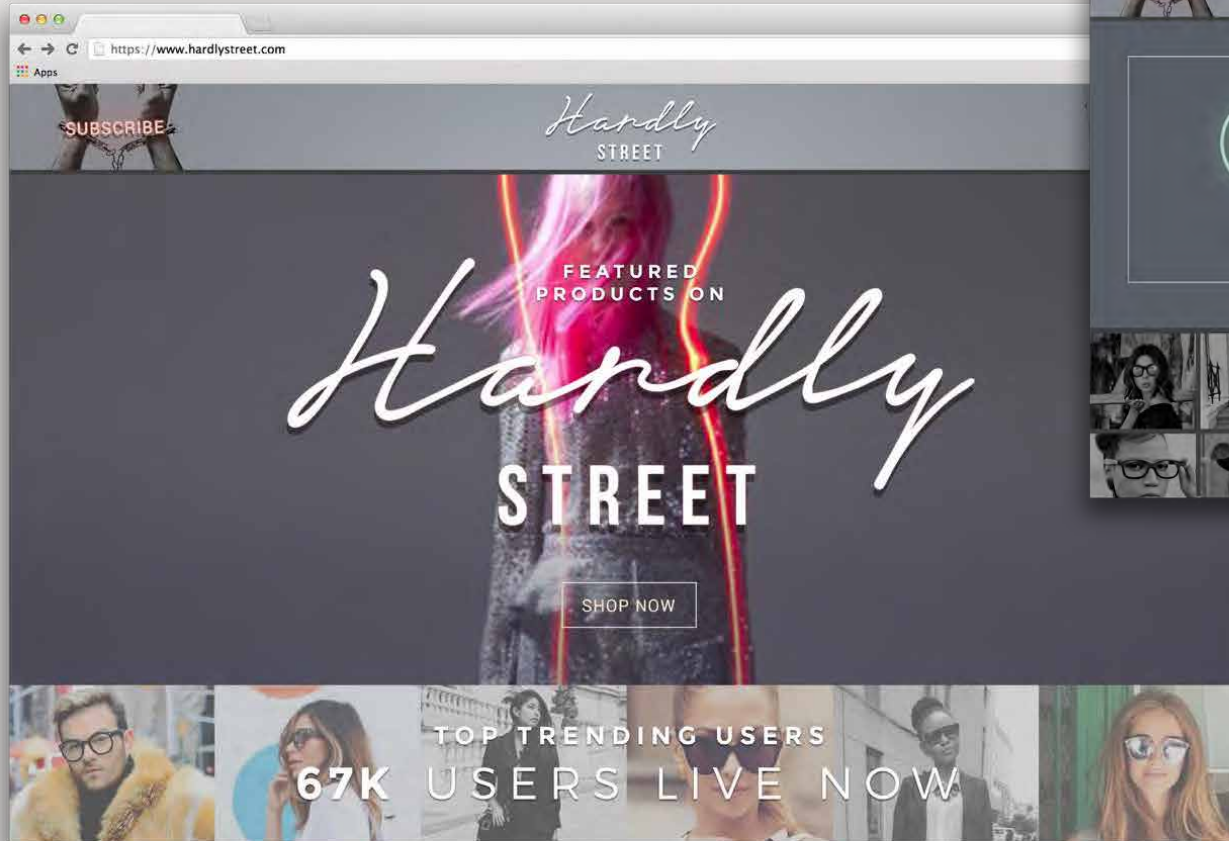 https://www.hardlystreet.com
Apps
SUBSCRIBE
Hardly
STREET
FEATURED
PRODUCTS ON
Hardly
STREET
SHOP NOW
TOP TRENDING USERS
67K USERS LIVE NOW